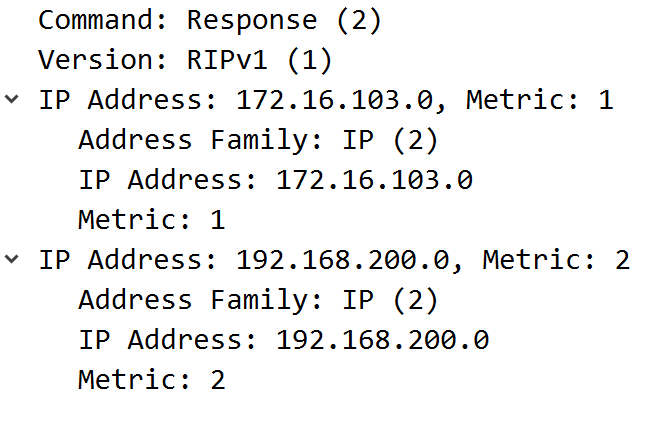 Command: Response (2)
Version: RIPv1 (1)
IP Address: 172.16.103.0, Metric: 1
Address Family: IP (2)
IP Address: 172.16.103.0
Metric: 1
IP Address: 192.168.200.0, Metric: 2
Address Family: IP (2)
IP Address: 192.168.200.0
Metric: 2